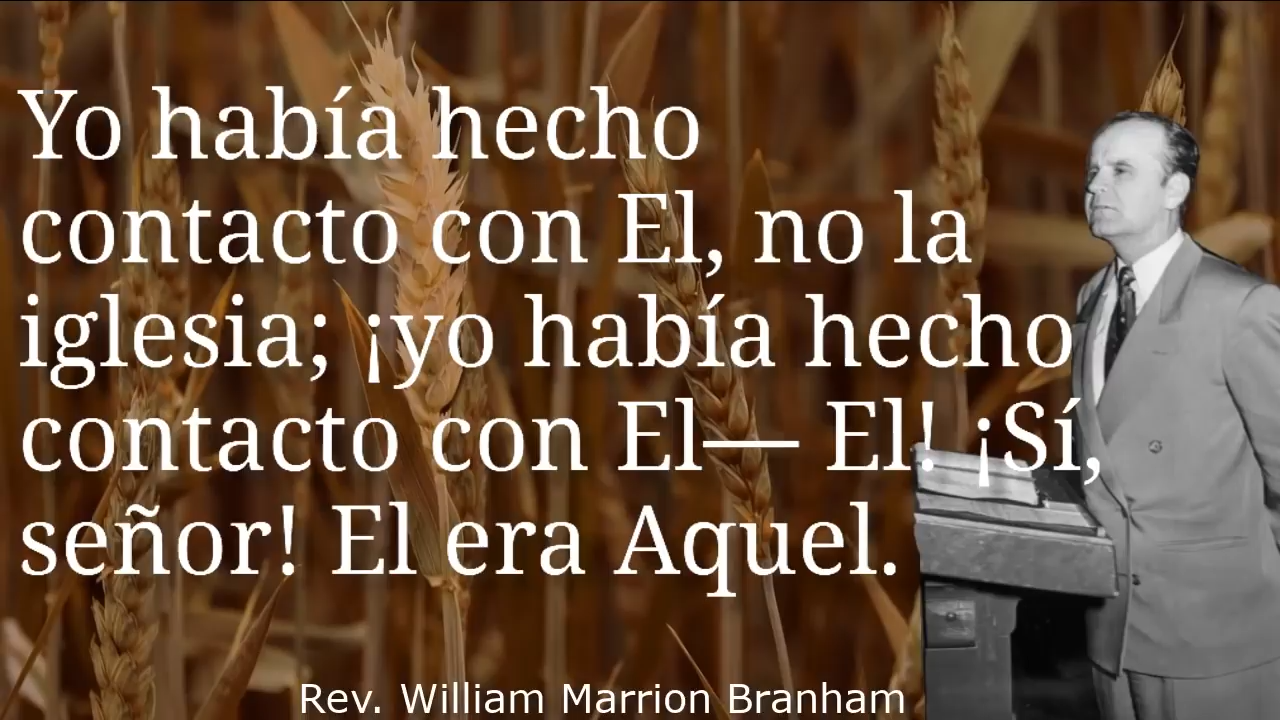 Yo había hecho
contacto con El, no la
iglesia; ¡yo había hecho
contacto con El— El! ¡Sí,
señor! El era Aquel.
Rev. William Marrion Branham